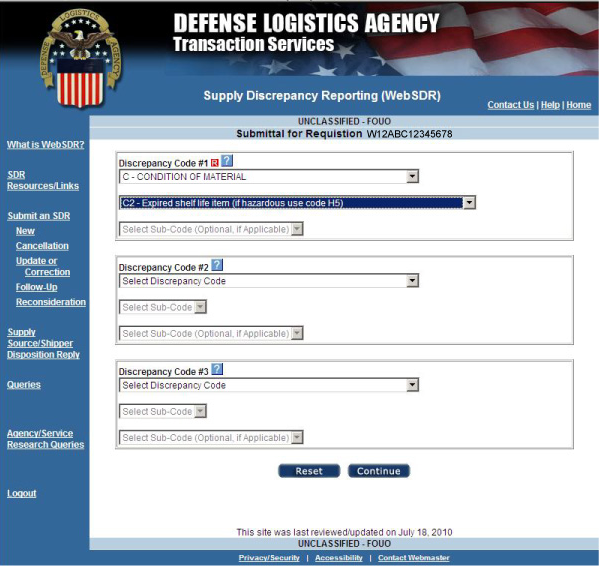 DEFENSE LOGISTICS AGENCY
Transaction Services
DEFENSE LOGISTICS AGENCY
Supply Discrepancy Reporting (WebSDR)
Contact Us | Help | Home
UNCLASSIFIED - FOUO
Submittal for Requistion W12ABC12345678
What is WebSDR?
SDR
Resources/Links
Submit an SDR
New
Cancellation
Update or
Correction
Follow-Up
Reconsideration
Supply
Source/Shipper
Disposition Reply
Queries
Agency/Service
Research Queries
Logout
Discrepancy Code #1 R ?
C - CONDITION OF MATERIAL
C2 - Expired shelf life item (if hazardous use code H5)
Select Sub-Code (Optional, if Applicable)
Discrepancy Code #2 ?
Select Discrepancy Code
Select Sub-Code
Select Sub-Code (Optional, if Applicable)
Discrepancy Code #3 ?
Select Discrepancy Code
Select Sub-Code
Select Sub-Code (Optional, if Applicable)
Reset Continue
This site was last reviewed/updated on July 18, 2010
UNCLASSIFIED - FOUO
Privacy/Security | Accessibility | Contact Webmaster